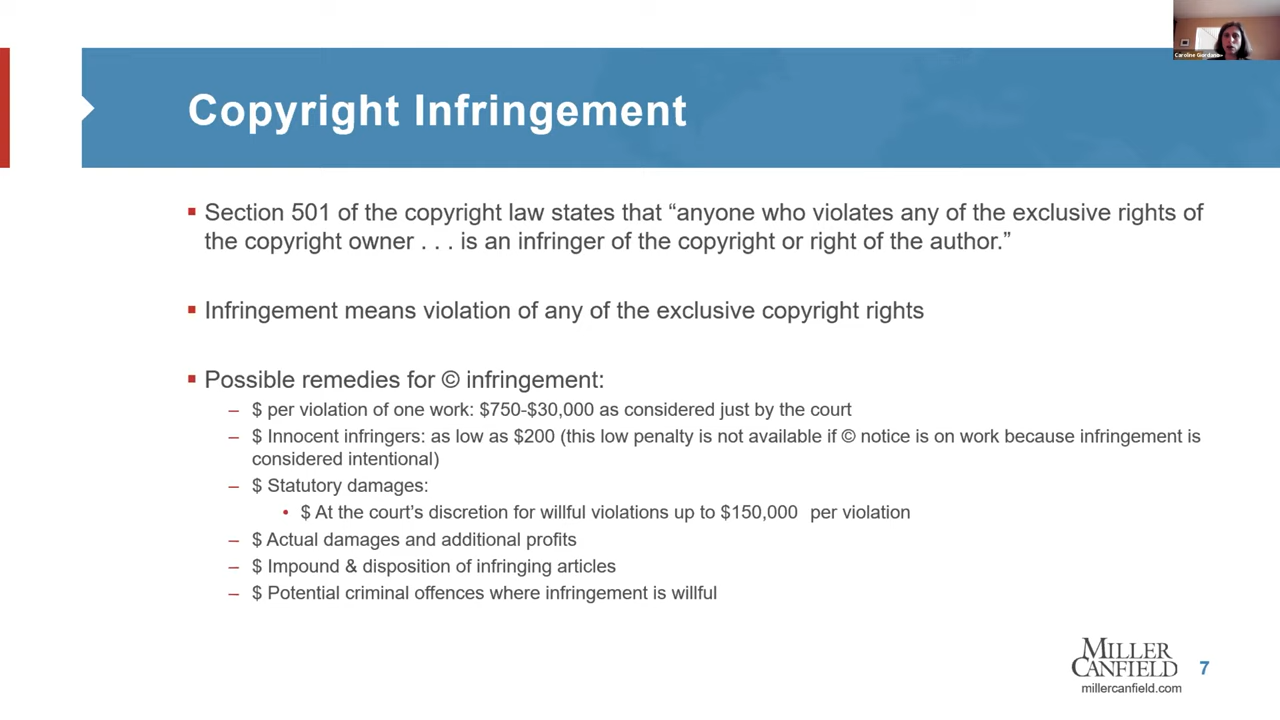 Caroline Giordano
Copyright Infringement
▪ Section 501 of the copyright law states that “anyone who violates any of the exclusive rights of
the copyright owner . . . is an infringer of the copyright or right of the author.”
▪ Infringement means violation of any of the exclusive copyright rights
▪ Possible remedies for © infringement:
– $ per violation of one work: $750-$30,000 as considered just by the court
– $ Innocent infringers: as low as $200 (this low penalty is not available if © notice is on work because infringement is
considered intentional)
– $ Statutory damages:
• $ At the court’s discretion for willful violations up to $150,000 per violation
– $ Actual damages and additional profits
– $ Impound & disposition of infringing articles
– $ Potential criminal offences where infringement is willful
MILLER
CANFIELD
millercanfield.com
7